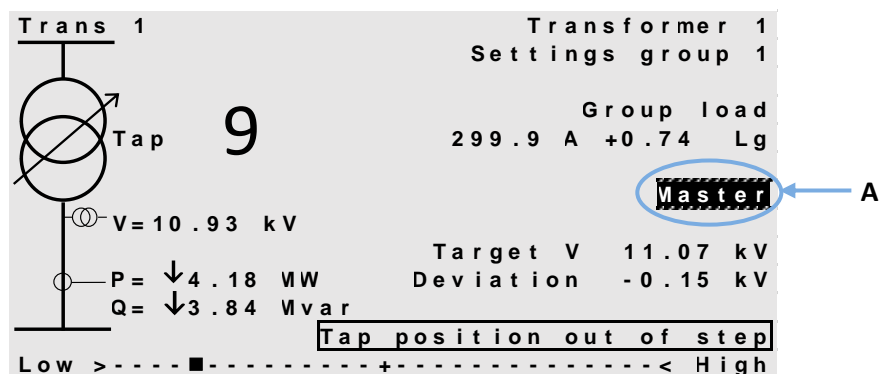 Trans 1 Transformer 1
Settings group 1
Group load
Tap 9 299.9 A +0.74 Lg
Master A
V=10.93 kV
Target V 11.07 kV
P= ↓4.18 MW Deviation -0.15 kV
Q= ↓3.84 Mvar
Tap position out of step
Low >----■---------+--------------< High